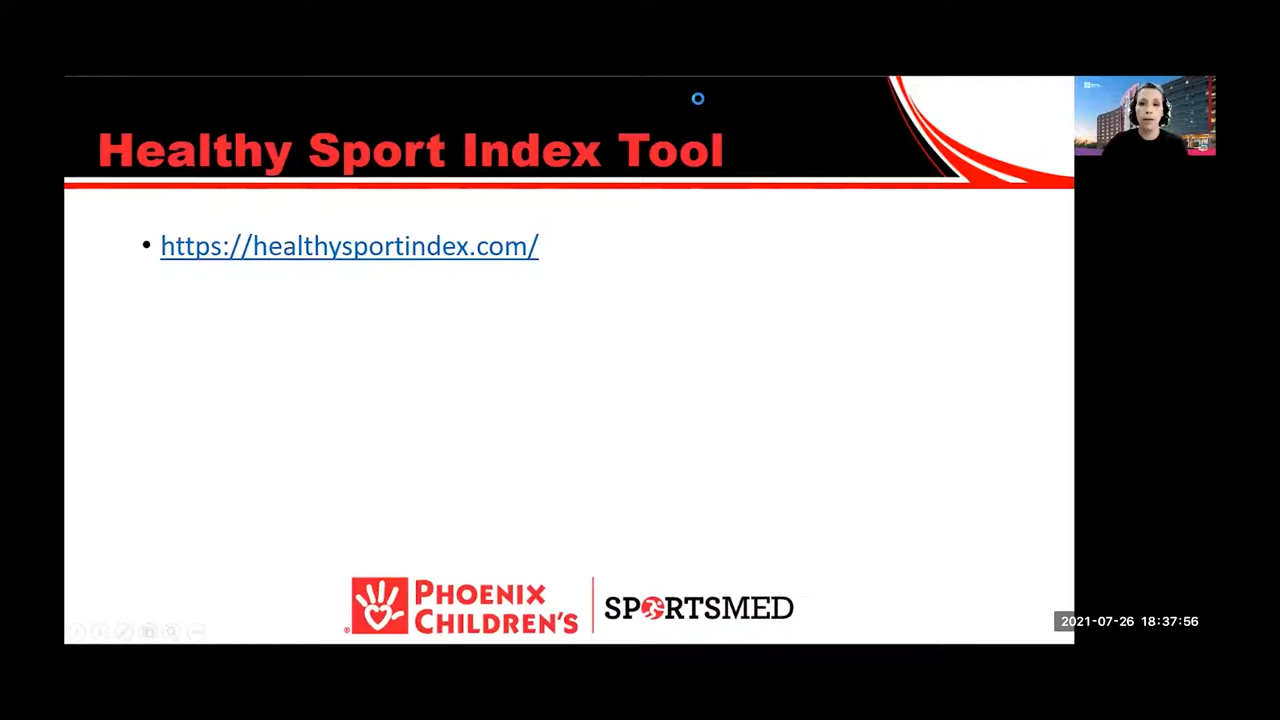 Healthy Sport Index Tool
• https://healthysportindex.com/
PHOENIX
CHILDREN'S
®
SPORTSMED
2021-07-26 18:37:56